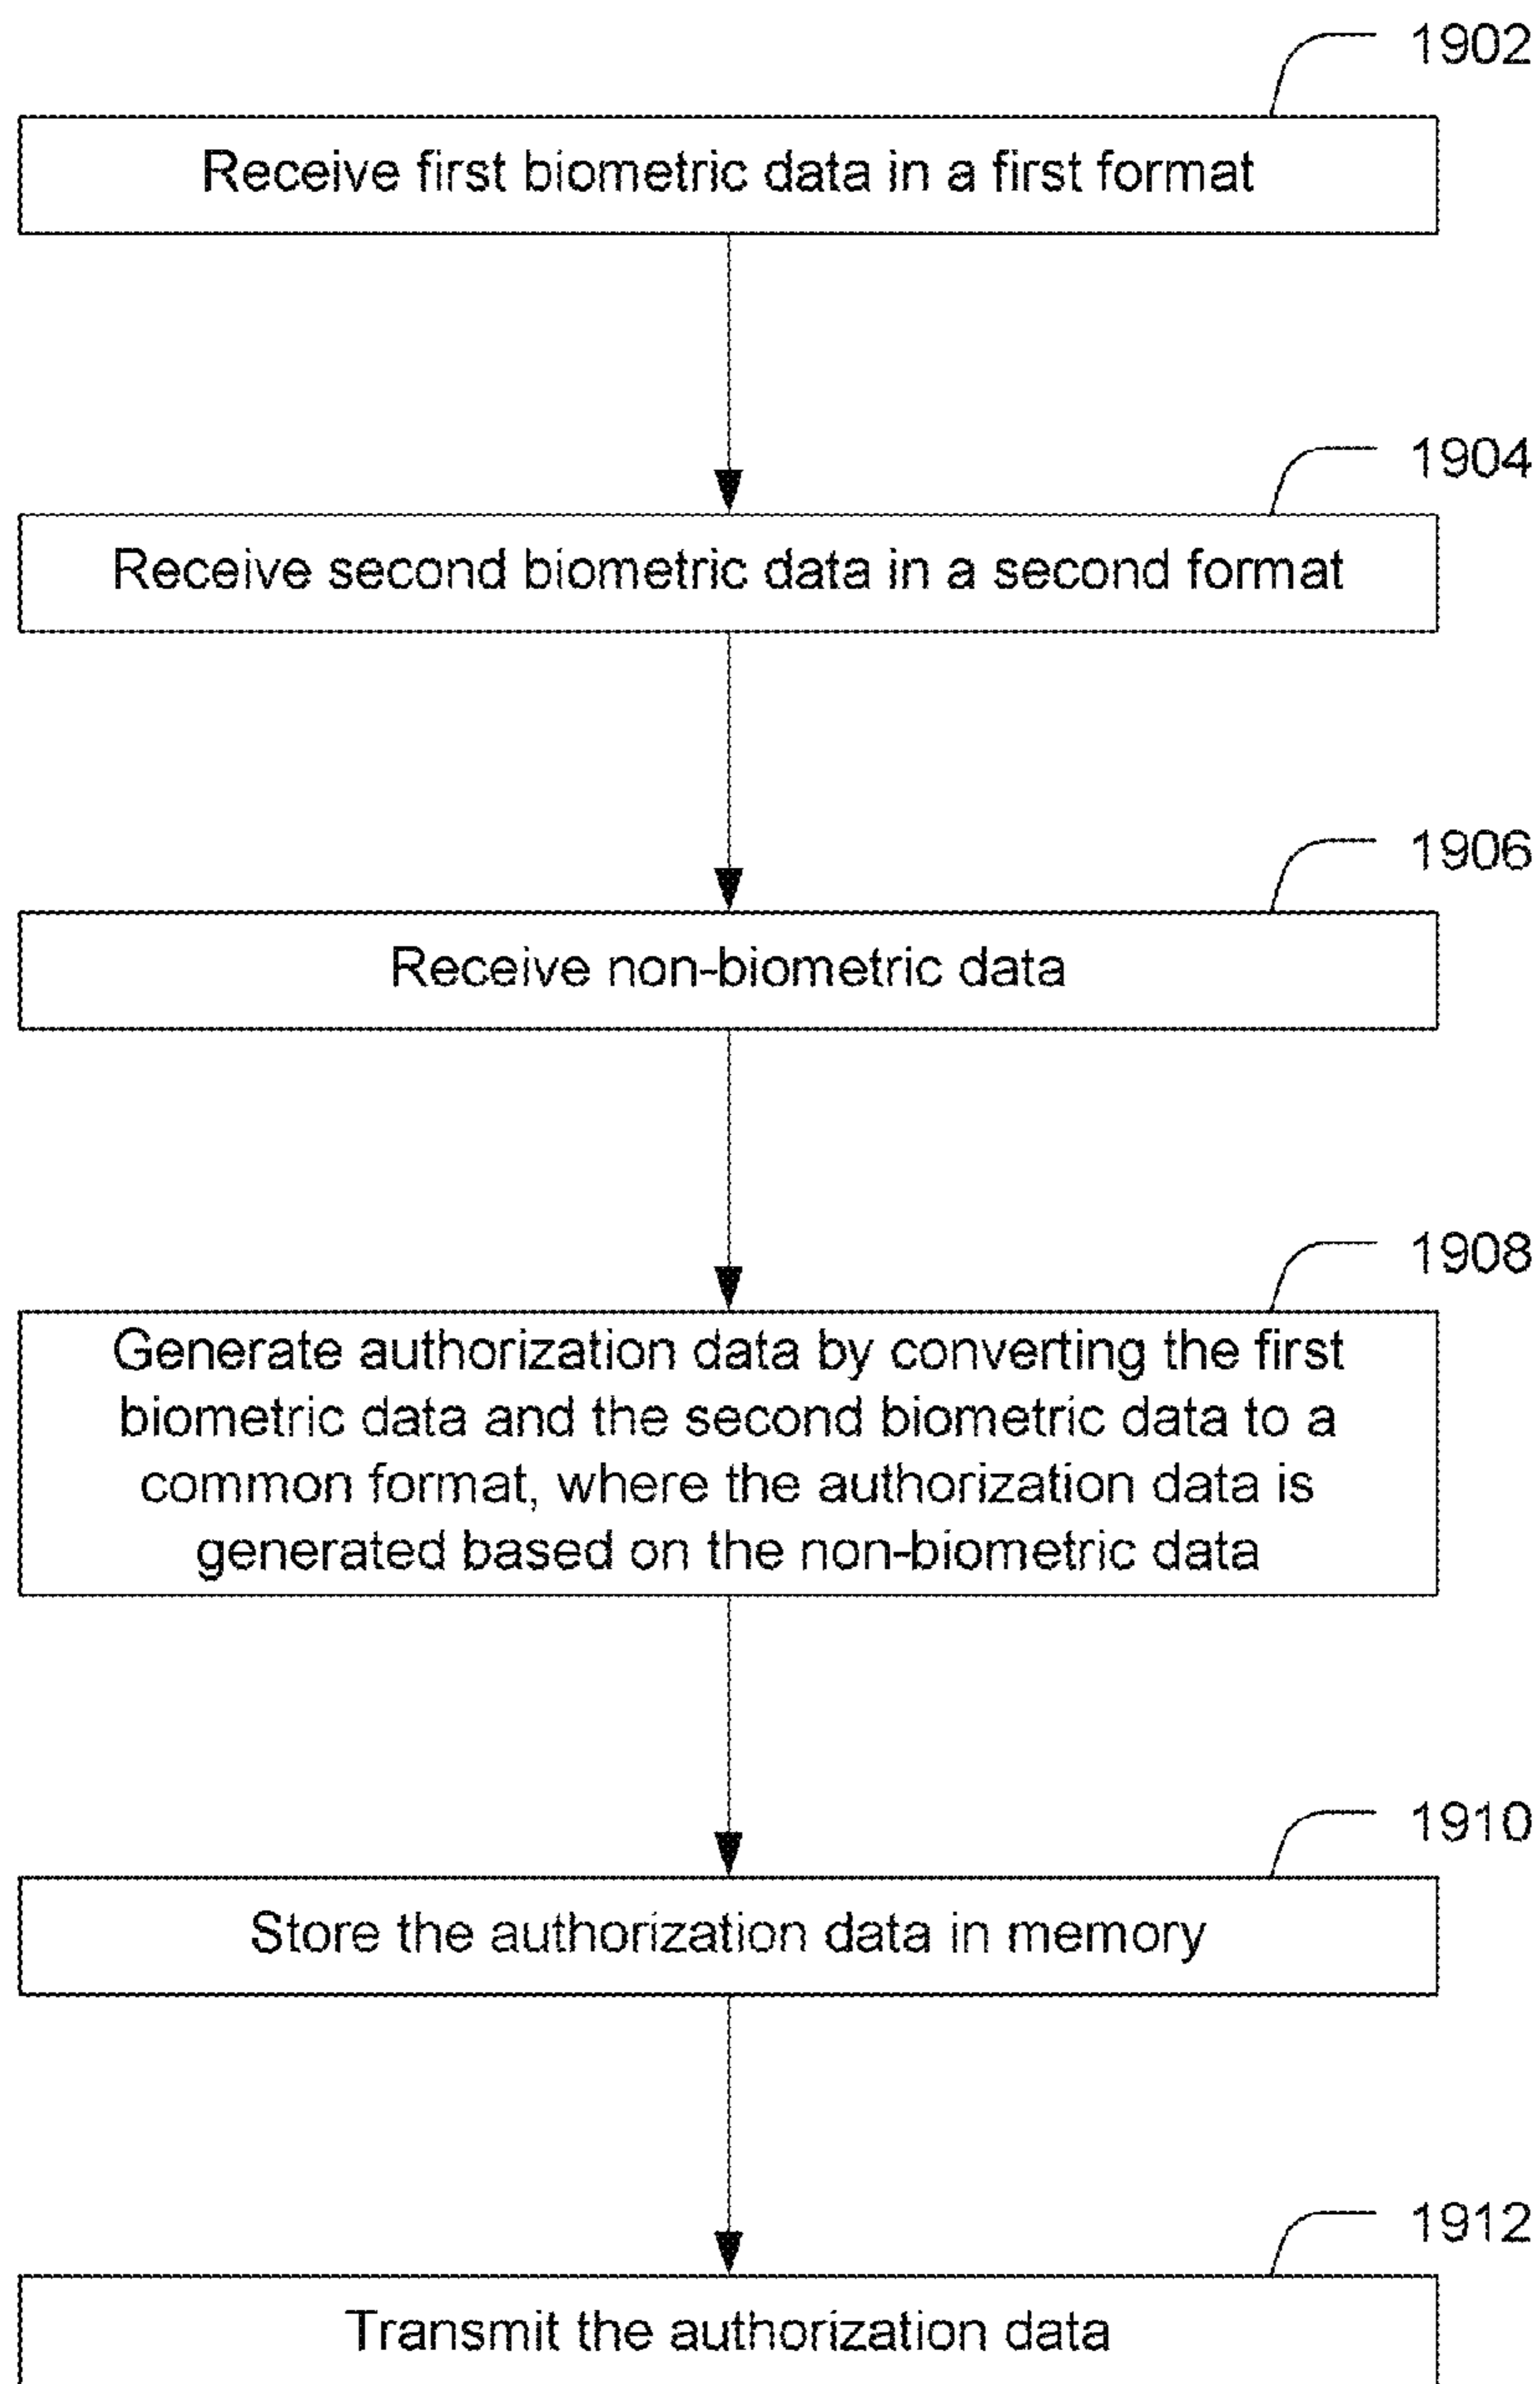 1902
Receive first biometric data in a first format
1904
Receive second biometric data in a second format
1906
Receive non-biometric data
1908
Generate authorization data by converting the first
biometric data and the second biometric data to a
common format, where the authorization data is
generated based on the non-biometric data
1910
Store the authorization data in memory
1912
Transmit the authorization data